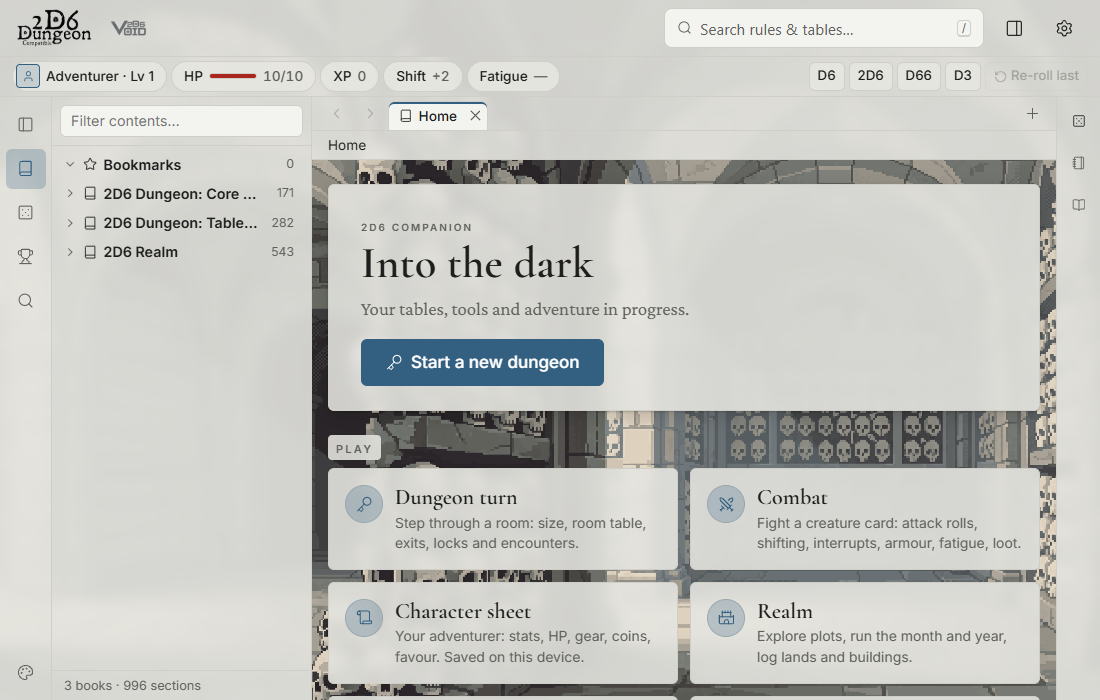 2D6
Dungeon
Compatible
2D6
VOID
Search rules & tables...
/
Adventurer · Lv 1
HP 10/10
XP 0
Shift +2
Fatigue —
D6
2D6
D66
D3
Re-roll last
Filter contents...
Home
Home
Bookmarks 0
2D6 Dungeon: Core ... 171
2D6 Dungeon: Table... 282
2D6 Realm 543
2D6 COMPANION
Into the dark
Your tables, tools and adventure in progress.
Start a new dungeon
PLAY
Dungeon turn
Step through a room: size, room table,
exits, locks and encounters.
Combat
Fight a creature card: attack rolls,
shifting, interrupts, armour, fatigue, loot.
Character sheet
Your adventurer: stats, HP, gear, coins,
favour. Saved on this device.
Realm
Explore plots, run the month and year,
log lands and buildings.
3 books · 996 sections